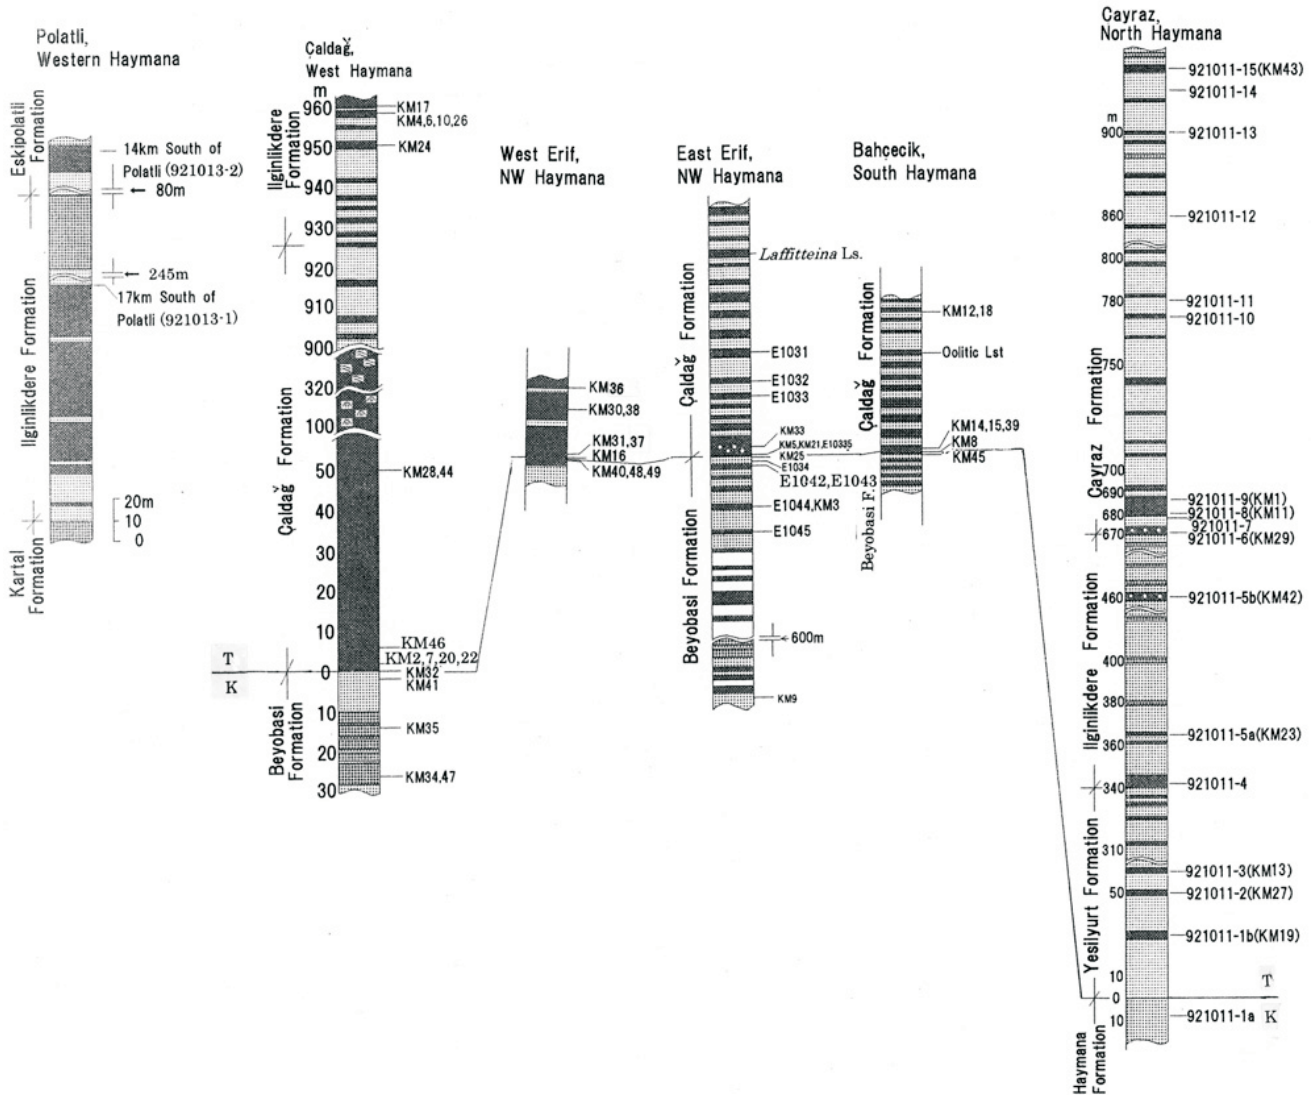 Polatli,
Western Haymana
Eskipolatli
Formation
14km South of
Polatli (921013-2)
80m
245m
17km South of
Polatli (921013-1)
Ilginlikdere Formation
20m
10
0
Kartal
Formation
Çaldağ,
West Haymana
m
960
950
940
930
920
910
900
320
100
50
40
30
20
10
0
10
20
30
Ilginlikdere
Formation
Çaldağ Formation
Beyobasi
Formation
T
K
KM17
KM4,6,10,26
KM24
KM28,44
KM46
KM2,7,20,22
KM32
KM41
KM35
KM34,47
West Erif,
NW Haymana
KM36
KM30,38
KM31,37
KM16
KM40,48,49
East Erif,
NW Haymana
Çaldağ Formation
Beyobasi Formation
Laffitteina Ls.
E1031
E1032
E1033
KM33
KM5,KM21,E10335
KM25
E1034
E1042,E1043
E1044,KM3
E1045
600m
KM9
Bahçecik,
South Haymana
Çaldağ Formation
Beyobasi F.
KM12,18
Oolitic Lst
KM14,15,39
KM8
KM45
Cayraz,
North Haymana
m
900
860
800
780
750
700
690
680
670
460
400
380
360
340
310
50
10
0
10
Cayraz Formation
Ilginlikdere Formation
Yesilyurt Formation
Haymana
Formation
921011-15(KM43)
921011-14
921011-13
921011-12
921011-11
921011-10
921011-9(KM1)
921011-8(KM11)
921011-7
921011-6(KM29)
921011-5b(KM42)
921011-5a(KM23)
921011-4
921011-3(KM13)
921011-2(KM27)
921011-1b(KM19)
T
921011-1a K